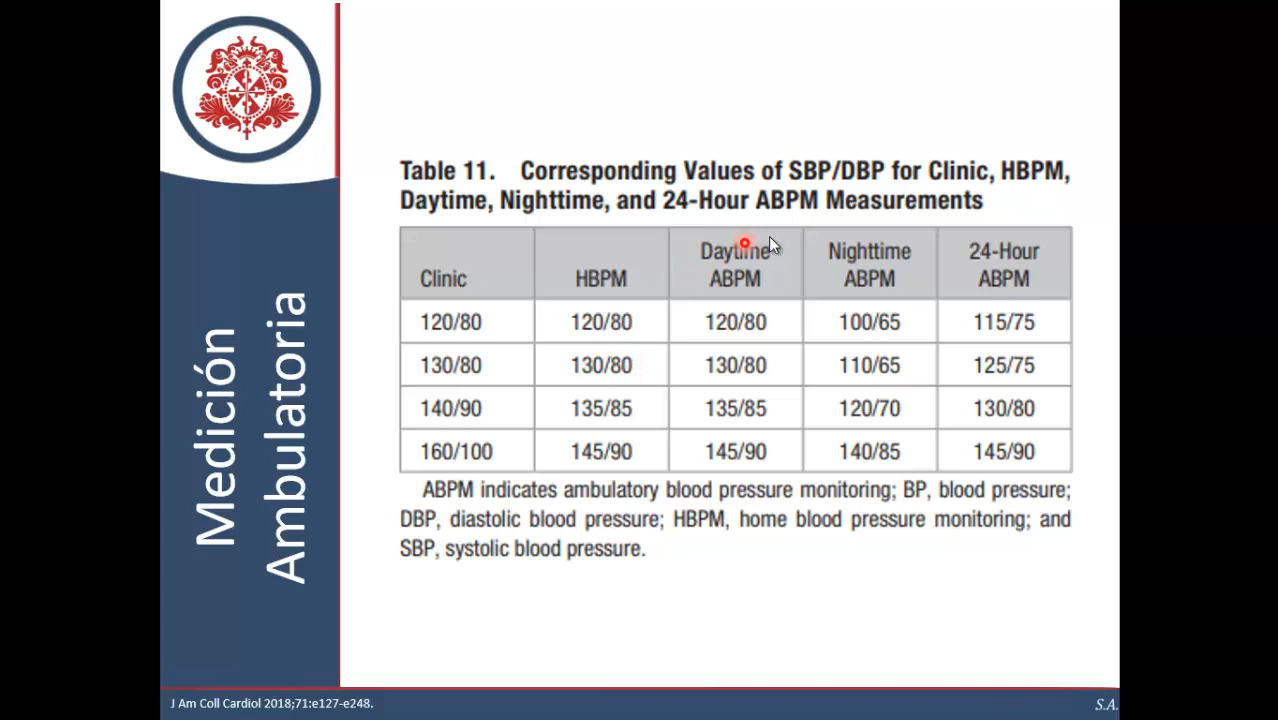 Medición
Ambulatoria
Table 11. Corresponding Values of SBP/DBP for Clinic, HBPM,
Daytime, Nighttime, and 24-Hour ABPM Measurements
Clinic HBPM Daytime ABPM Nighttime ABPM 24-Hour ABPM
120/80 120/80 120/80 100/65 115/75
130/80 130/80 130/80 110/65 125/75
140/90 135/85 135/85 120/70 130/80
160/100 145/90 145/90 140/85 145/90
ABPM indicates ambulatory blood pressure monitoring; BP, blood pressure;
DBP, diastolic blood pressure; HBPM, home blood pressure monitoring; and
SBP, systolic blood pressure.
J Am Coll Cardiol 2018;71:e127-e248.
S.A.